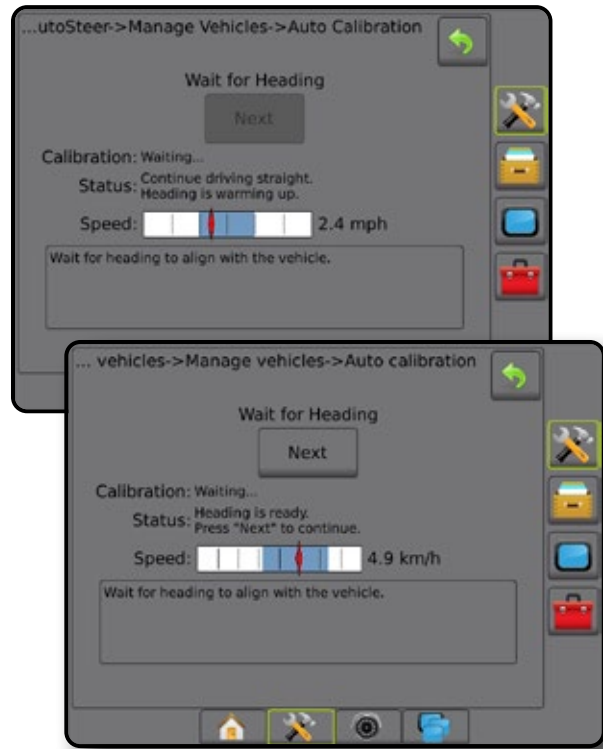 ...utoSteer->Manage Vehicles->Auto Calibration
Wait for Heading
Next
Calibration: Waiting...
Status: Continue driving straight.
Heading is warming up.
Speed: 2.4 mph
Wait for heading to align with the vehicle.
... vehicles->Manage vehicles->Auto calibration
Wait for Heading
Next
Calibration: Waiting...
Status: Heading is ready.
Press "Next" to continue.
Speed: 4.9 km/h
Wait for heading to align with the vehicle.